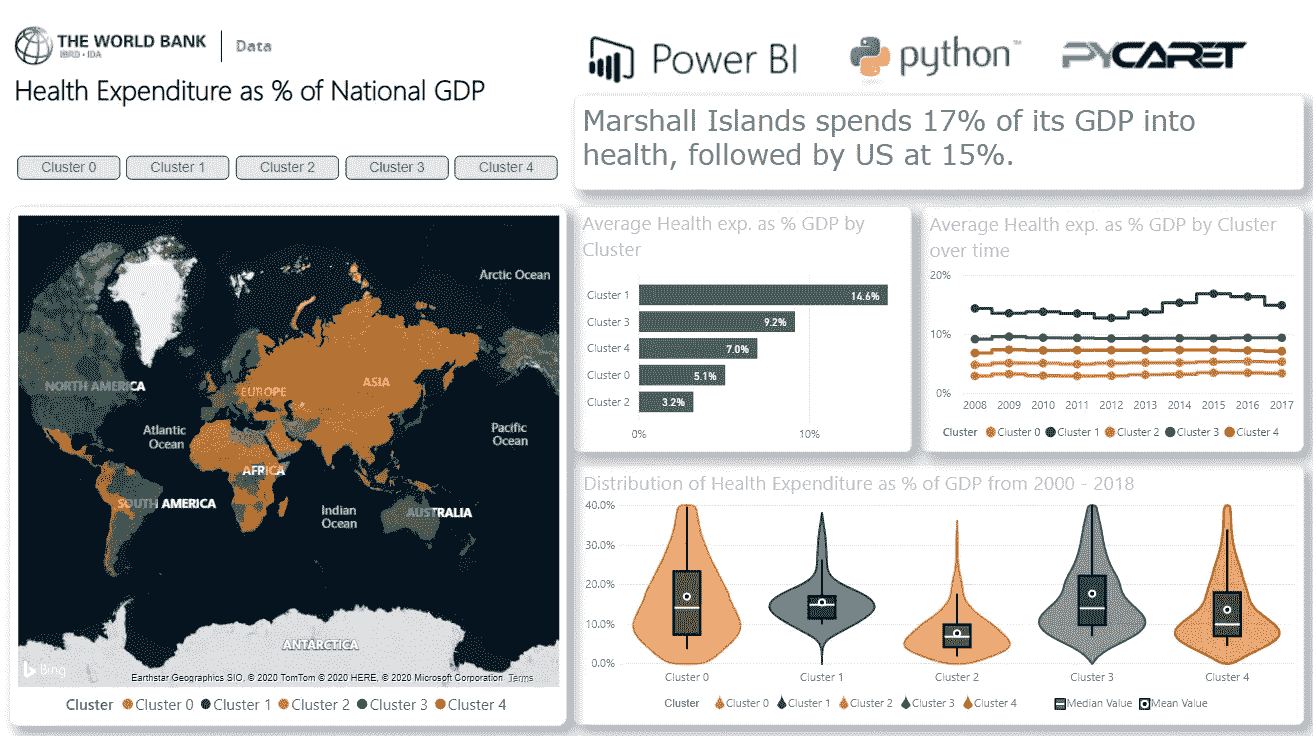 THE WORLD BANK
IBRD • IDA
Data
Health Expenditure as % of National GDP
Power BI
python™
PYCARET
Marshall Islands spends 17% of its GDP into
health, followed by US at 15%.
Cluster 0
Cluster 1
Cluster 2
Cluster 3
Cluster 4
Arctic Ocean
NORTH AMERICA
EUROPE
ASIA
Atlantic
Ocean
Pacific
Ocean
AFRICA
SOUTH AMERICA
Indian
Ocean
AUSTRALIA
ANTARCTICA
Bing
Earthstar Geographics SIO, © 2020 TomTom © 2020 HERE, © 2020 Microsoft Corporation Terms
Cluster Cluster 0 Cluster 1 Cluster 2 Cluster 3 Cluster 4
Average Health exp. as % GDP by
Cluster
Cluster 1 14.6%
Cluster 3 9.2%
Cluster 4 7.0%
Cluster 0 5.1%
Cluster 2 3.2%
0% 10%
Average Health exp. as % GDP by Cluster
over time
20%
10%
0%
2008 2009 2010 2011 2012 2013 2014 2015 2016 2017
Cluster Cluster 0 Cluster 1 Cluster 2 Cluster 3 Cluster 4
Distribution of Health Expenditure as % of GDP from 2000 - 2018
40.0%
30.0%
20.0%
10.0%
0.0%
Cluster 0 Cluster 1 Cluster 2 Cluster 3 Cluster 4
Cluster Cluster 0 Cluster 1 Cluster 2 Cluster 3 Cluster 4 Median Value Mean Value